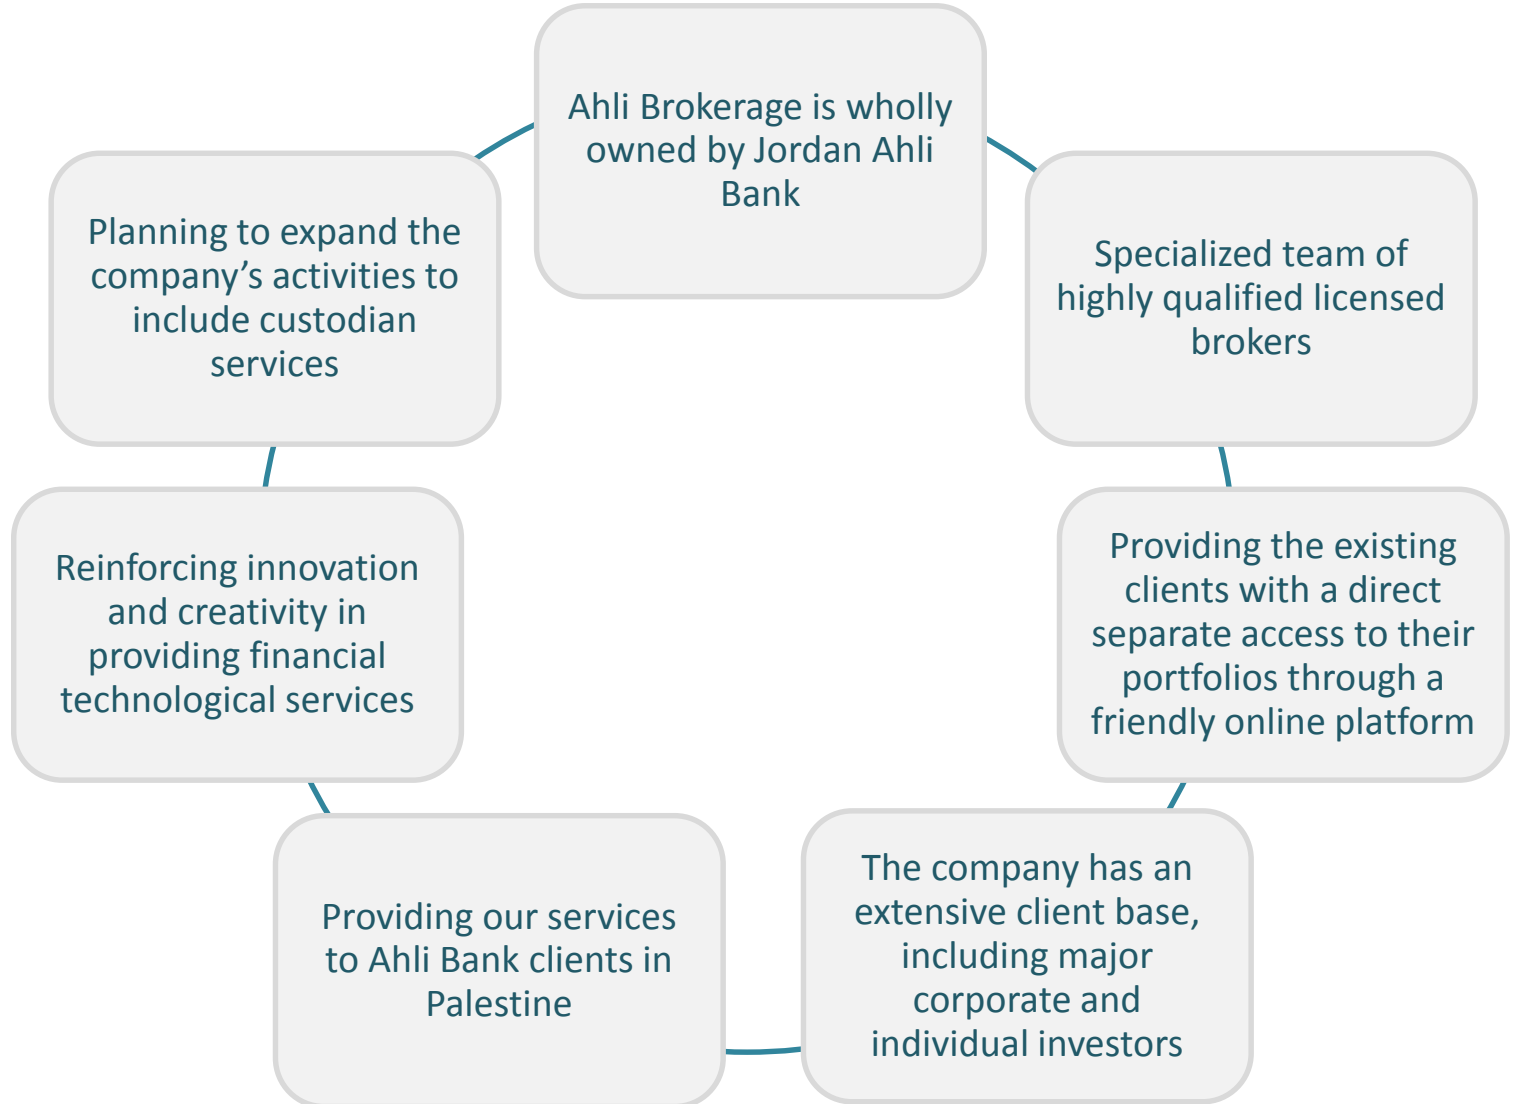 Ahli Brokerage is wholly
owned by Jordan Ahli
Bank
Specialized team of
highly qualified licensed
brokers
Providing the existing
clients with a direct
separate access to their
portfolios through a
friendly online platform
The company has an
extensive client base,
including major
corporate and
individual investors
Providing our services
to Ahli Bank clients in
Palestine
Reinforcing innovation
and creativity in
providing financial
technological services
Planning to expand the
company’s activities to
include custodian
services